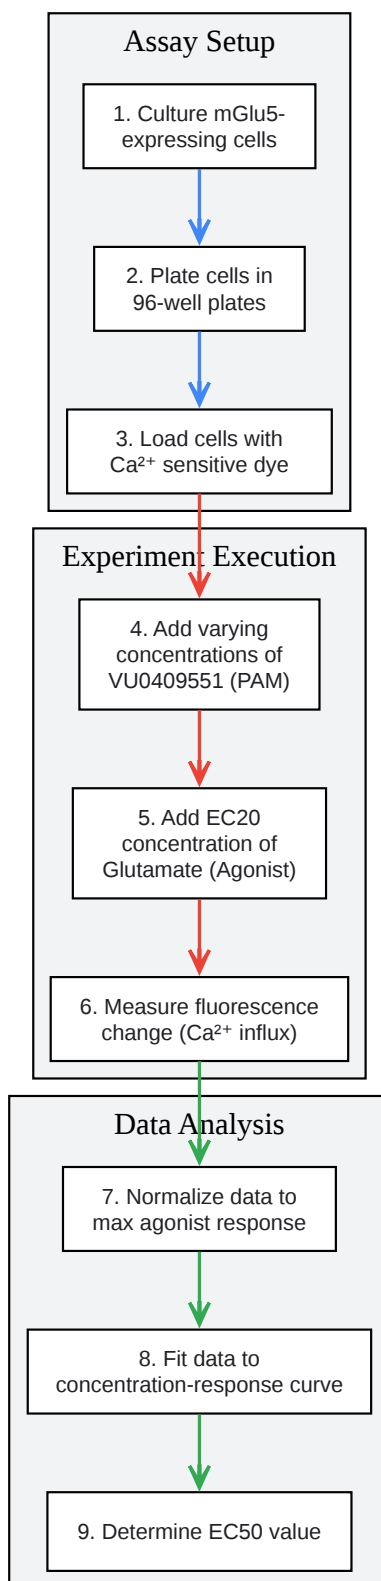 Assay Setup
1. Culture mGlu5-
expressing cells
2. Plate cells in
96-well plates
3. Load cells with
Ca²⁺ sensitive dye
Experiment Execution
4. Add varying
concentrations of
VU0409551 (PAM)
5. Add EC20
concentration of
Glutamate (Agonist)
6. Measure fluorescence
change (Ca²⁺ influx)
Data Analysis
7. Normalize data to
max agonist response
8. Fit data to
concentration-response curve
9. Determine EC50 value